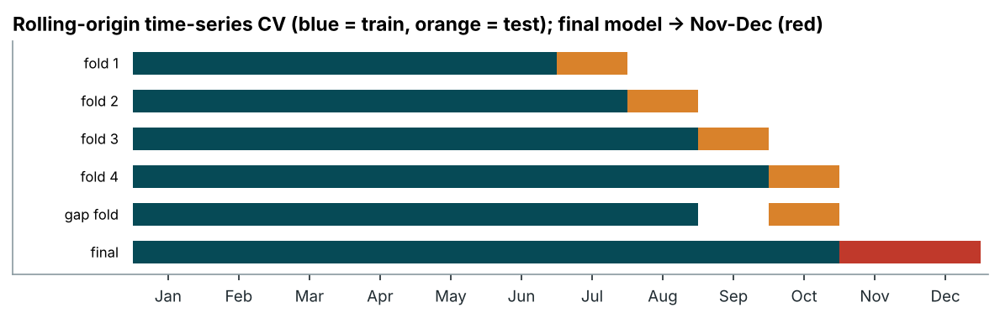 Rolling-origin time-series CV (blue = train, orange = test); final model → Nov-Dec (red)
fold 1
fold 2
fold 3
fold 4
gap fold
final
Jan Feb Mar Apr May Jun Jul Aug Sep Oct Nov Dec